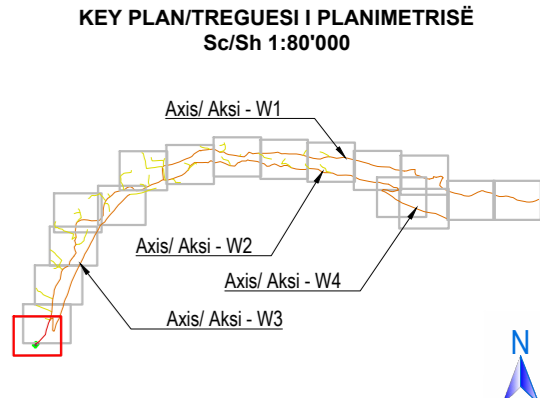 KEY PLAN/TREGUESI I PLANIMETRISË
Sc/Sh 1:80'000
Axis/ Aksi - W1
Axis/ Aksi - W2
Axis/ Aksi - W4
Axis/ Aksi - W3
N